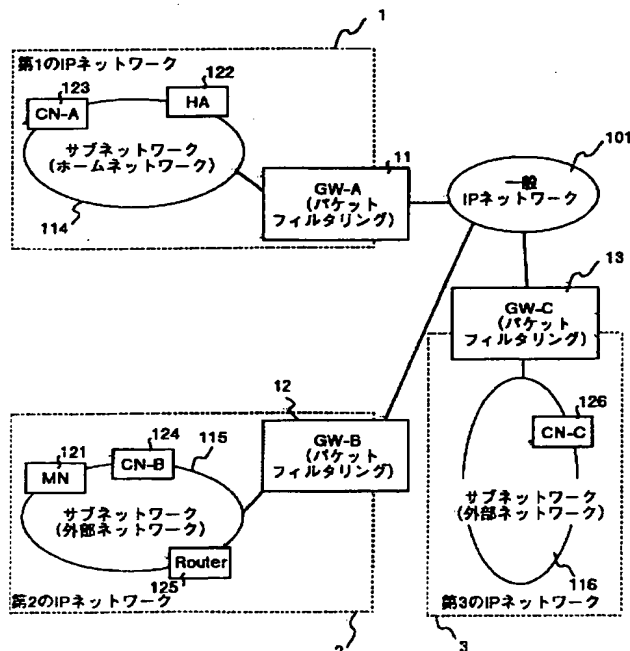 1
第1のIPネットワーク
123
122
CN-A
HA
サブネットワーク
(ホームネットワーク)
114
11
GW-A
(パケット
フィルタリング)
101
一般
IPネットワーク
13
GW-C
(パケット
フィルタリング)
12
GW-B
(パケット
フィルタリング)
121
124
115
MN
CN-B
サブネットワーク
(外部ネットワーク)
Router
125
第2のIPネットワーク
2
126
CN-C
サブネットワーク
(外部ネットワーク)
116
第3のIPネットワーク
3